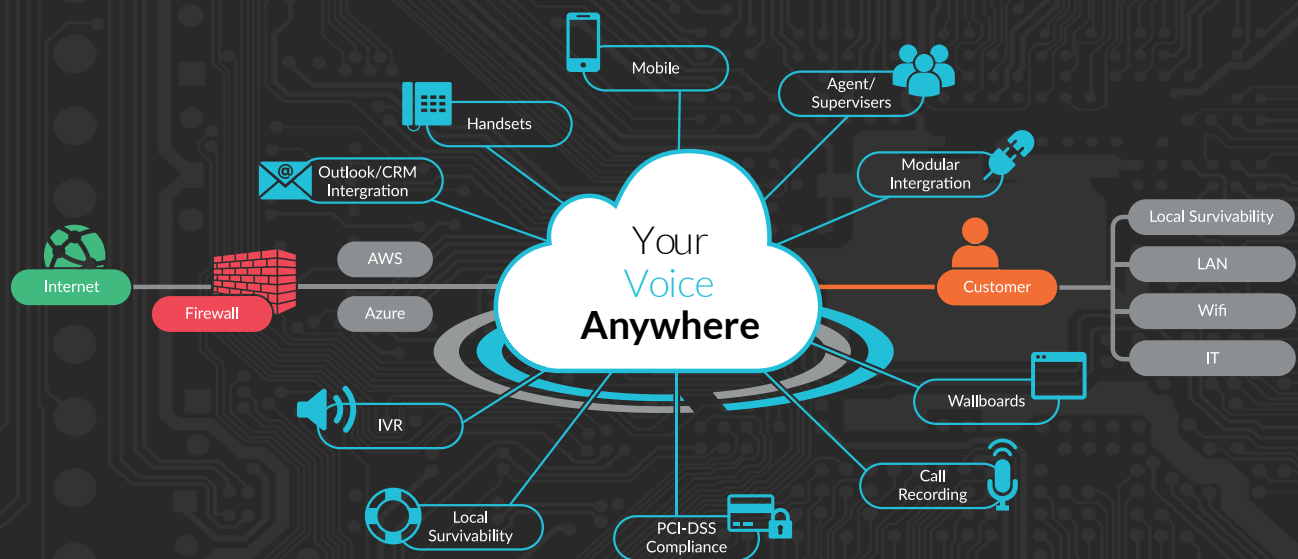 Mobile
Agent/
Supervisers
Handsets
Outlook/CRM
Intergration
@
Modular
Intergration
Your
Voice
Anywhere
Internet
Firewall
AWS
Azure
Customer
Local Survivability
LAN
Wifi
IT
Wallboards
IVR
Call
Recording
Local
Survivability
PCI-DSS
Compliance